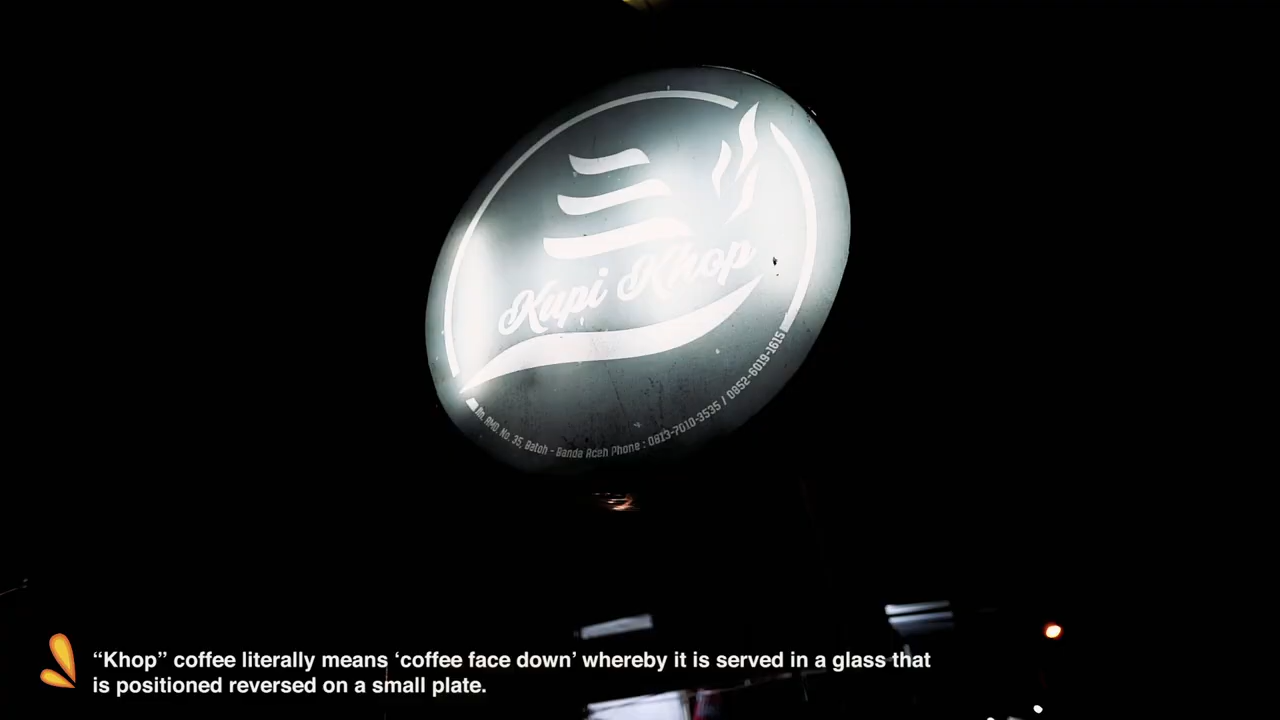 Kupi Khop
Jln. AMD. No. 35, Batoh - Banda Aceh Phone : 0813-7010-3535 / 0852-6019-1615
“Khop” coffee literally means ‘coffee face down’ whereby it is served in a glass that
is positioned reversed on a small plate.